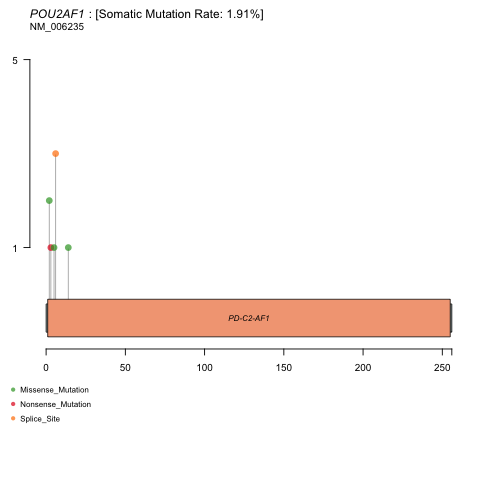 POU2AF1 : [Somatic Mutation Rate: 1.91%]
NM_006235
5
1
PD-C2-AF1
0 50 100 150 200 250
Missense_Mutation
Nonsense_Mutation
Splice_Site